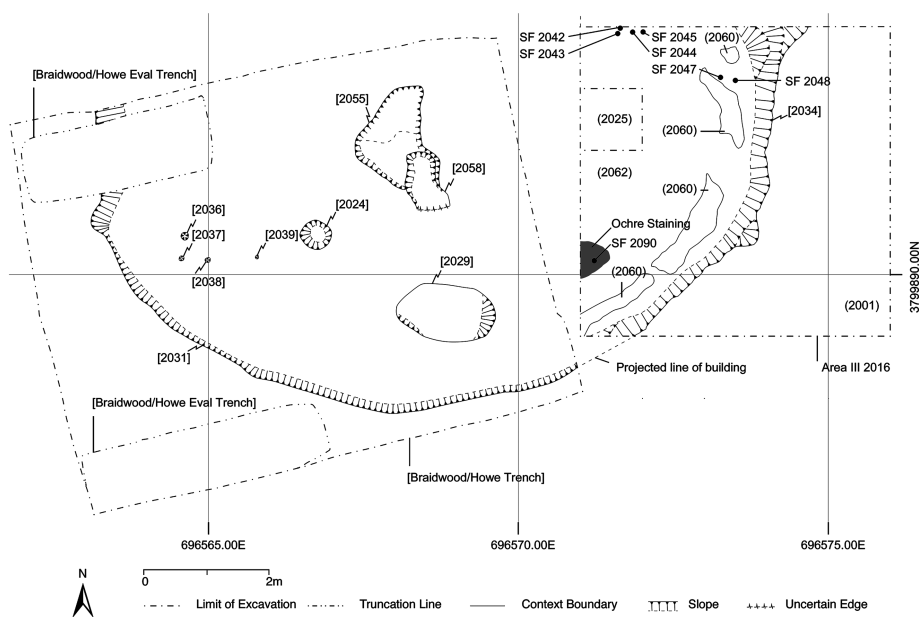 SF 2042
SF 2043
SF 2045
SF 2044
(2060)
SF 2047
SF 2048
[Braidwood/Howe Eval Trench]
[2055]
[2034]
(2025)
(2060)
[2058]
(2062)
(2060)
[2036]
[2024]
[2037]
[2039]
Ochre Staining
SF 2090
[2038]
[2029]
(2060)
3799890.00N
(2001)
[2031]
Projected line of building
Area III 2016
[Braidwood/Howe Eval Trench]
[Braidwood/Howe Trench]
696565.00E
696570.00E
696575.00E
N
0
2m
Limit of Excavation
Truncation Line
Context Boundary
Slope
Uncertain Edge